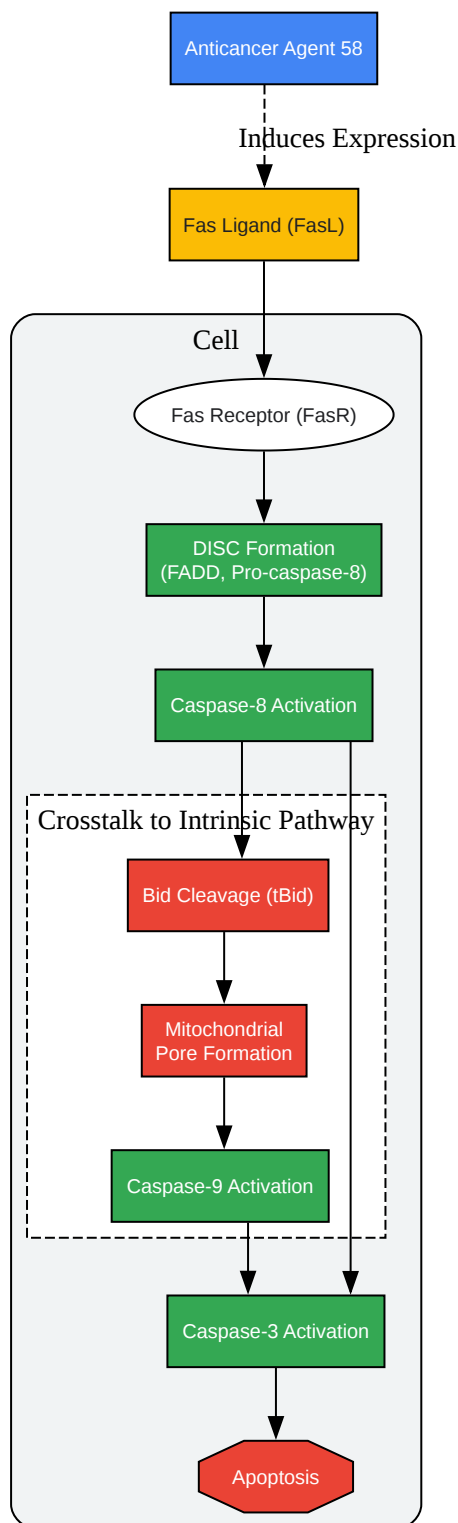 Anticancer Agent 58
Induces Expression
Fas Ligand (FasL)
Cell
Fas Receptor (FasR)
DISC Formation
(FADD, Pro-caspase-8)
Caspase-8 Activation
Crosstalk to Intrinsic Pathway
Bid Cleavage (tBid)
Mitochondrial
Pore Formation
Caspase-9 Activation
Caspase-3 Activation
Apoptosis